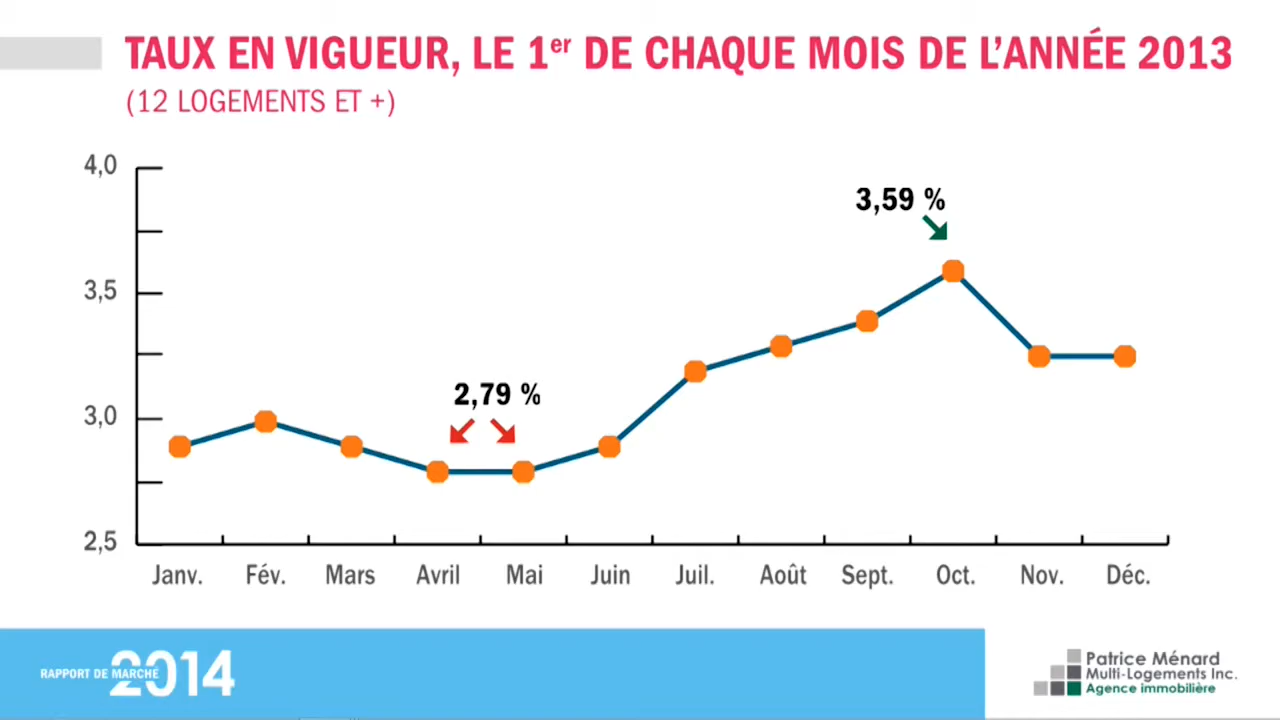 TAUX EN VIGUEUR, LE 1er DE CHAQUE MOIS DE L'ANNÉE 2013
(12 LOGEMENTS ET +)
4,0
3,59 %
3,5
2,79 %
3,0
2,5
Janv. Fév. Mars Avril Mai Juin Juil. Août Sept. Oct. Nov. Déc.
RAPPORT DE MARCHÉ 2014
Patrice Ménard
Multi-Logements Inc.
Agence immobilière